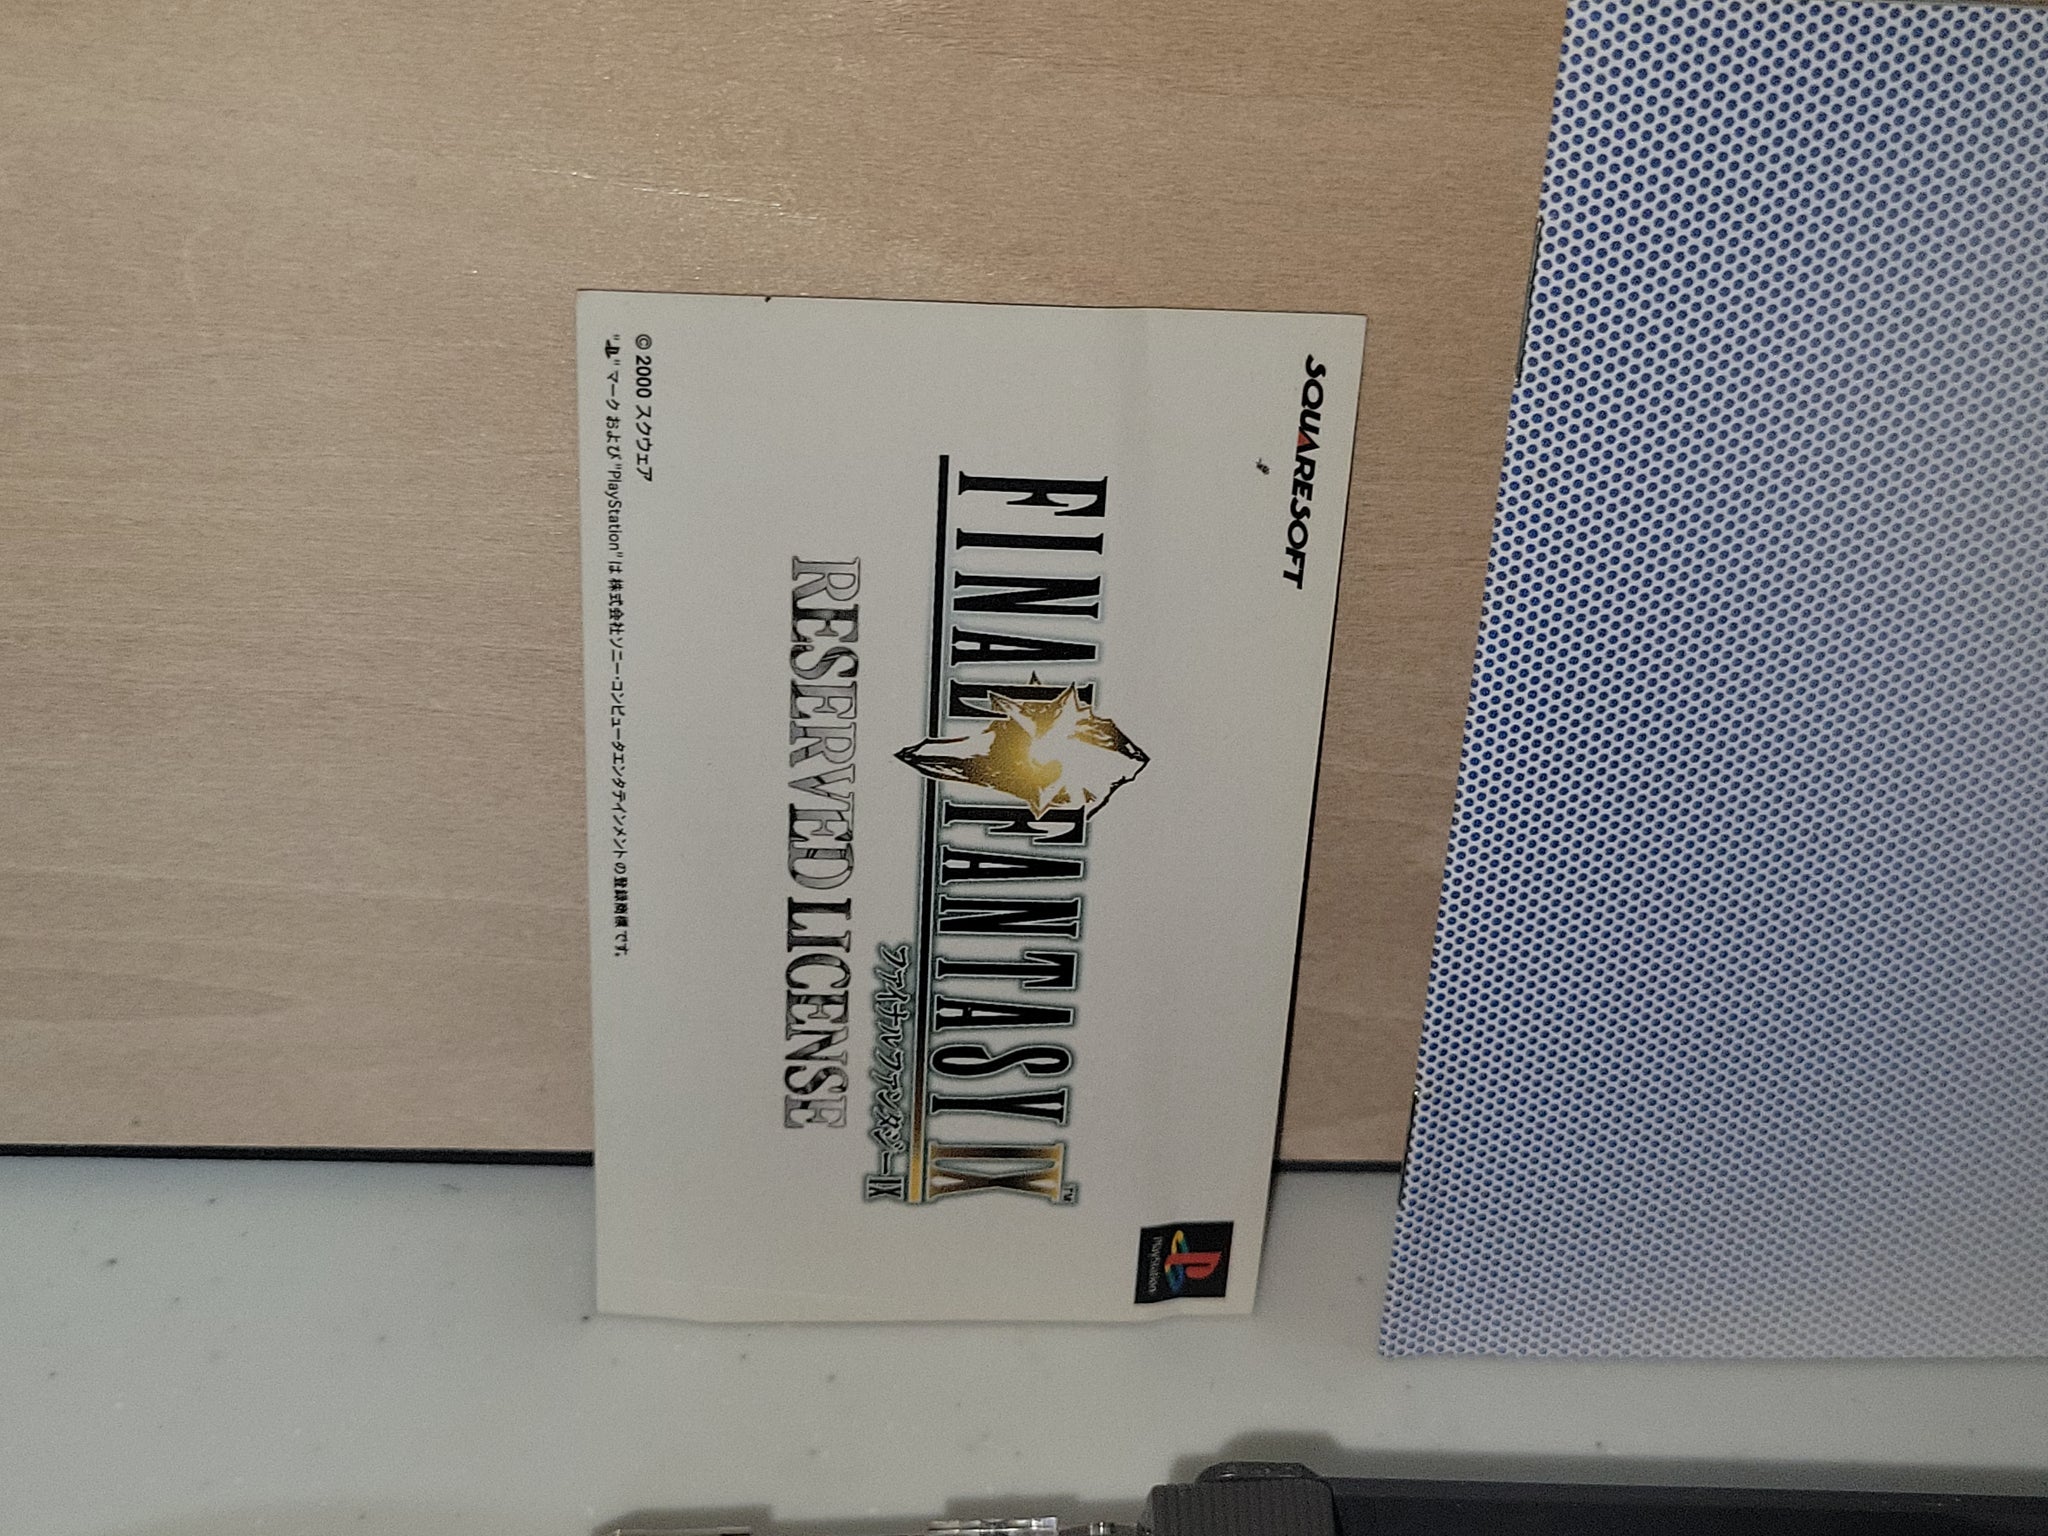 SQUARESOFT
PlayStation
FINAL FANTASY IX™
ファイナルファンタジーIX
RESERVED LICENSE
© 2000 スクウェア
" " マーク および "PlayStation" は 株式会社ソニー・コンピュータエンタテインメント の 登録商標 です。